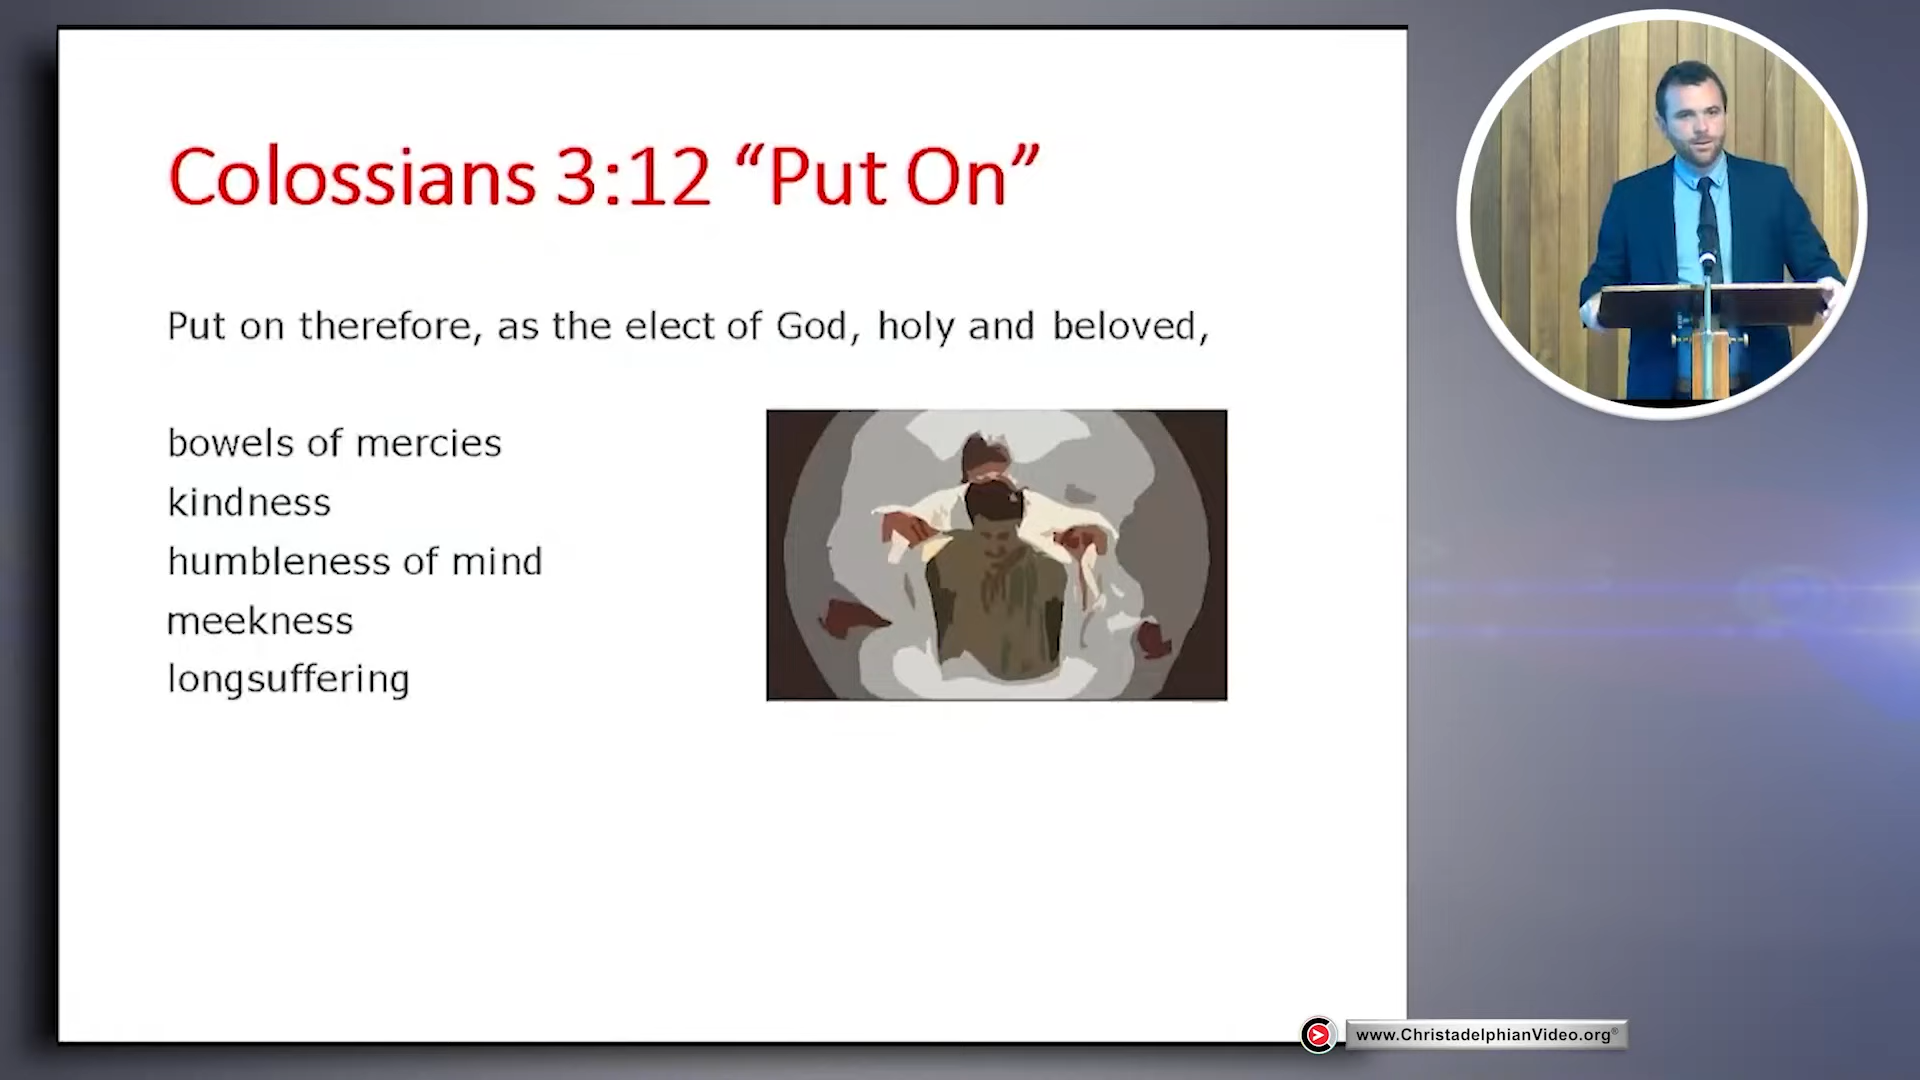 Colossians 3:12 “Put On”
Put on therefore, as the elect of God, holy and beloved,
bowels of mercies
kindness
humbleness of mind
meekness
longsuffering
www.ChristadelphianVideo.org®